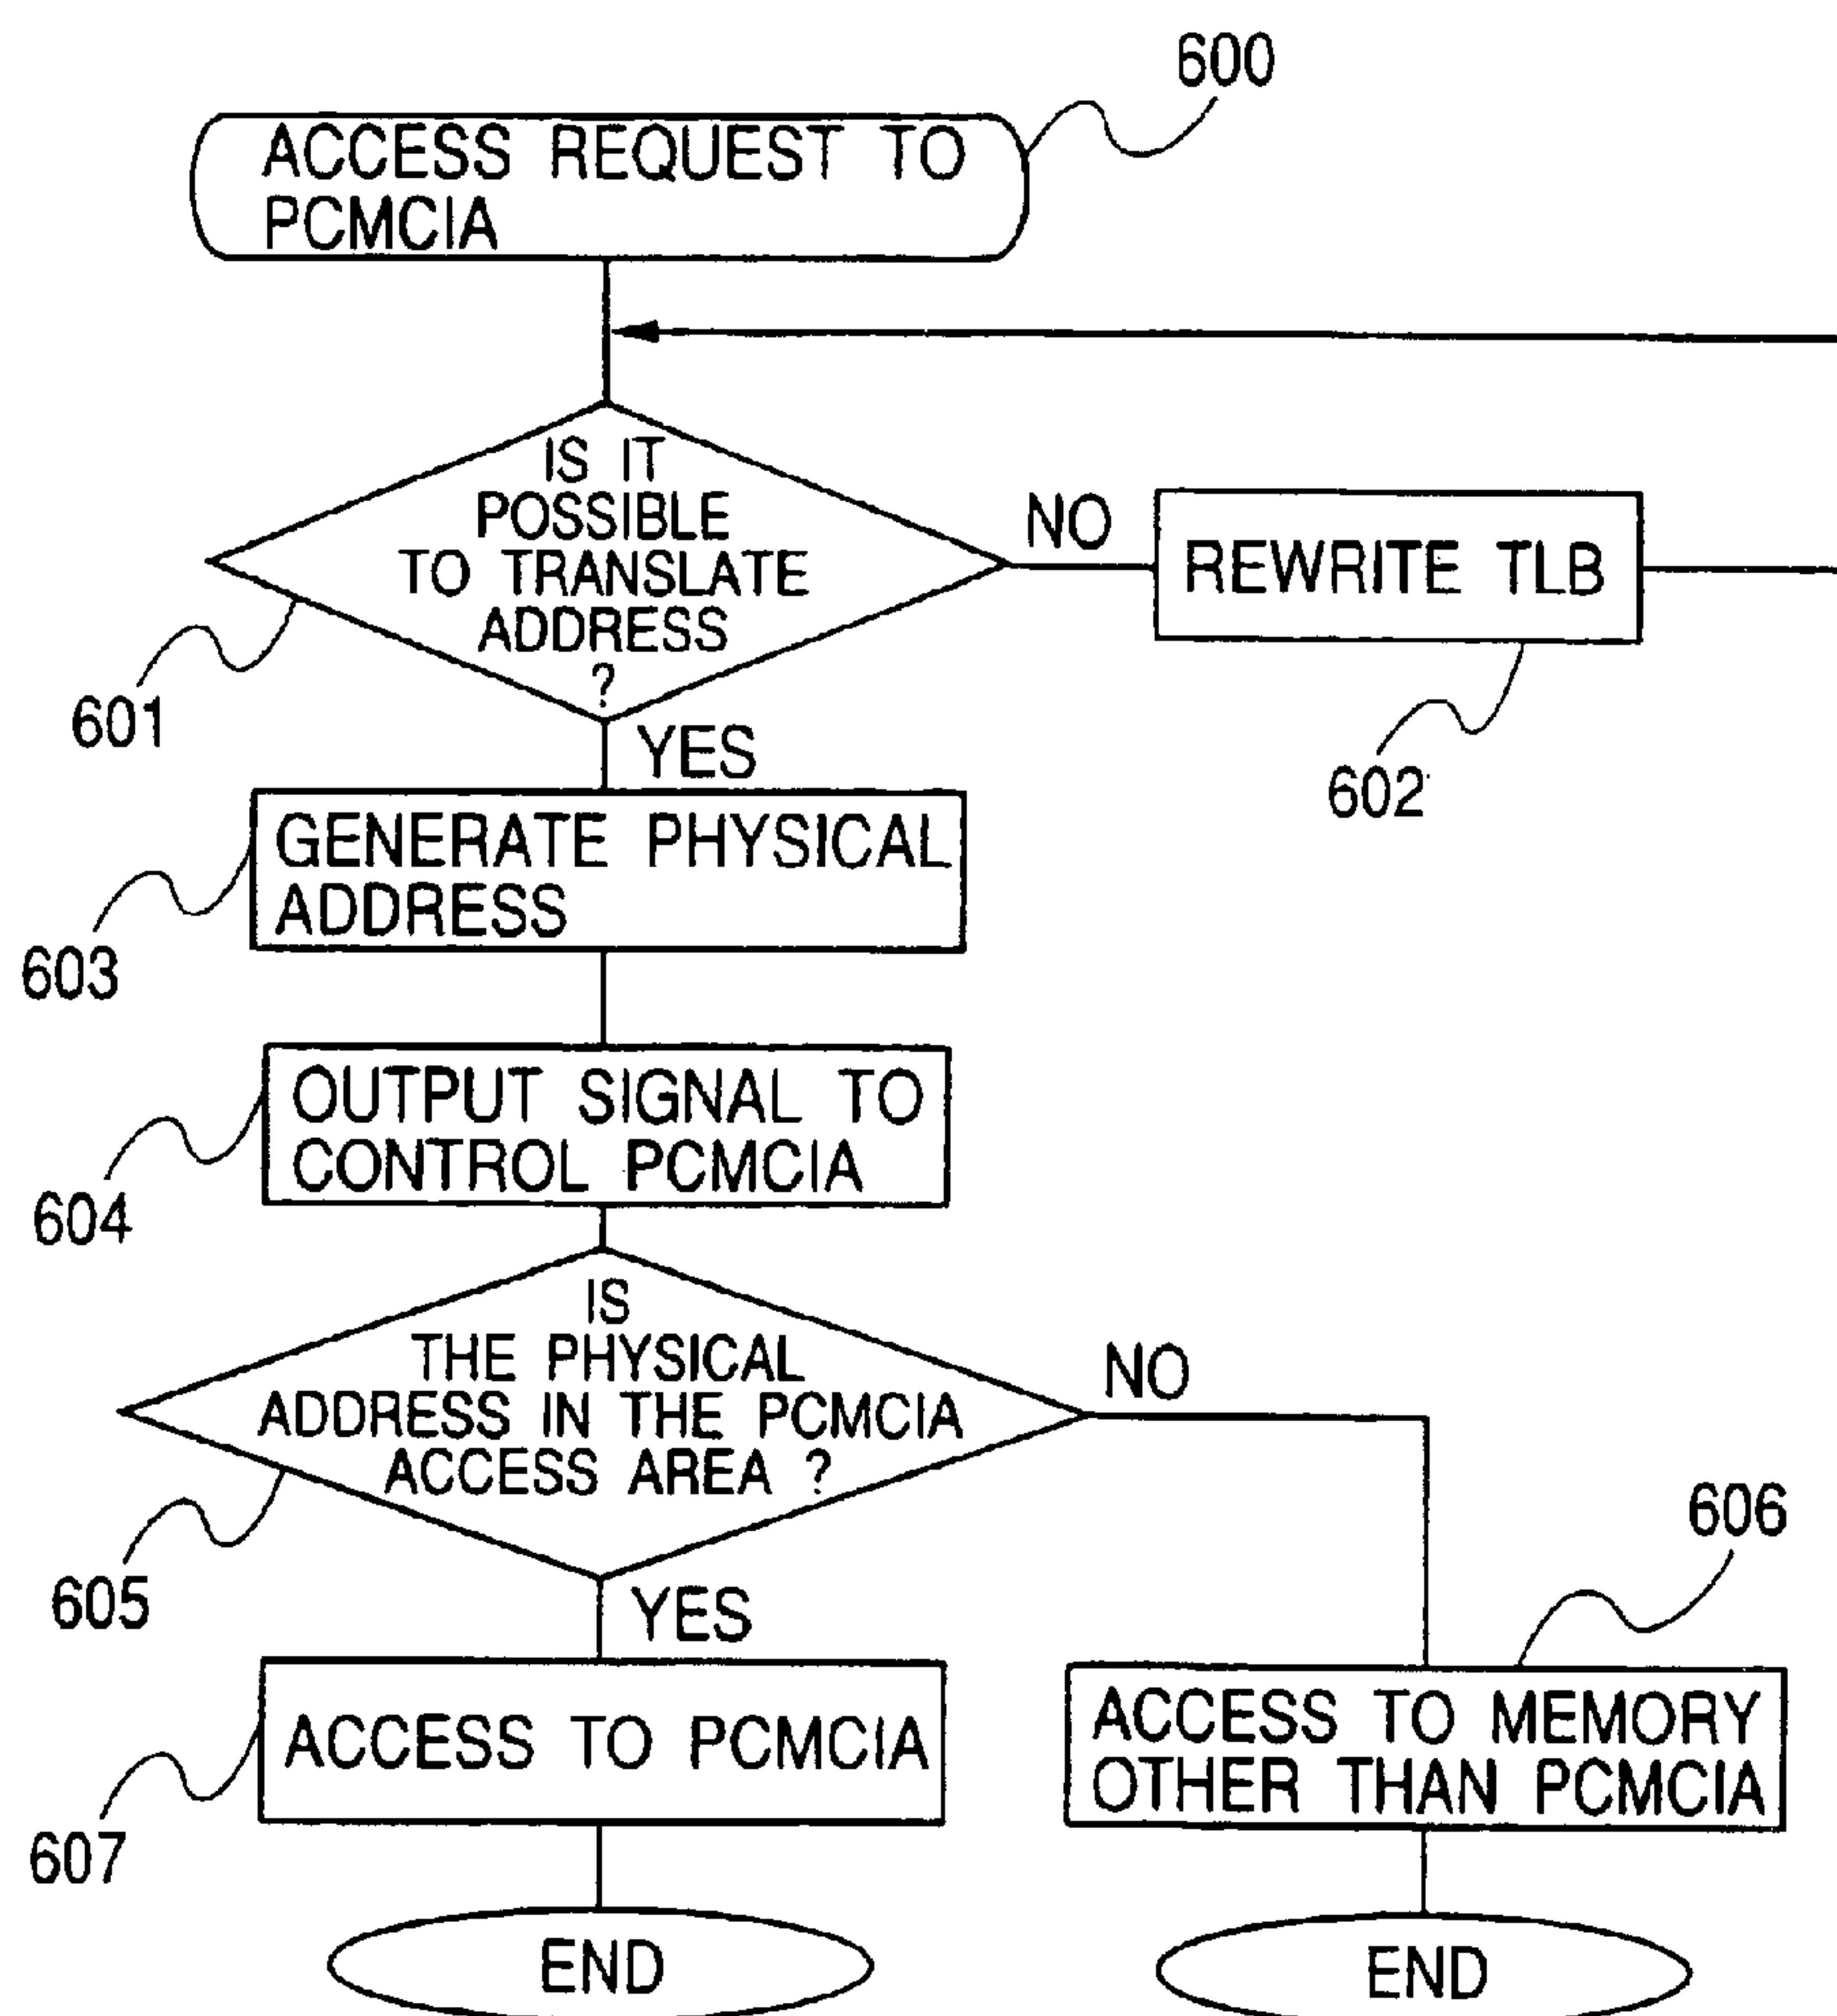 600
ACCESS REQUEST TO
PCMCIA
IS IT
POSSIBLE
TO TRANSLATE
ADDRESS
?
NO
REWRITE TLB
601
YES
602
GENERATE PHYSICAL
ADDRESS
603
OUTPUT SIGNAL TO
CONTROL PCMCIA
604
IS
THE PHYSICAL
ADDRESS IN THE PCMCIA
ACCESS AREA ?
NO
605
YES
606
ACCESS TO PCMCIA
ACCESS TO MEMORY
OTHER THAN PCMCIA
607
END
END